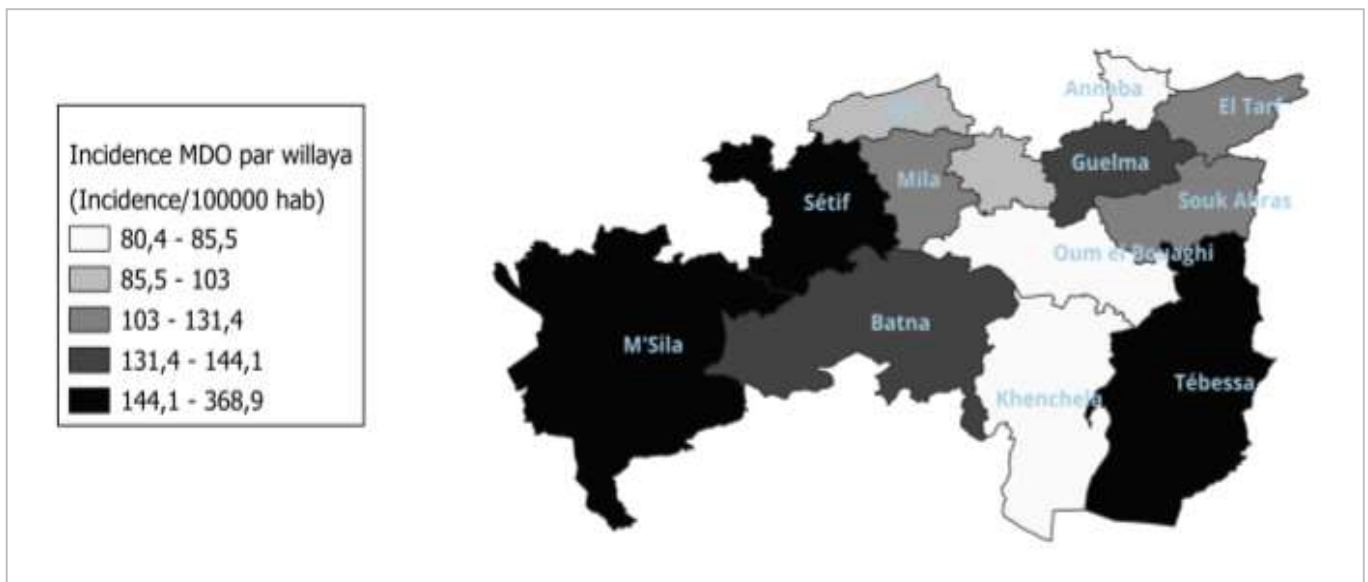 Incidence MDO par willaya
(Incidence/100000 hab)
80,4 - 85,5
85,5 - 103
103 - 131,4
131,4 - 144,1
144,1 - 368,9
Annaba
El Tarf
Guelma
Mila
Sétif
Souk Ahras
Oum el Bouaghi
Batna
M'Sila
Tébessa
Khenchela